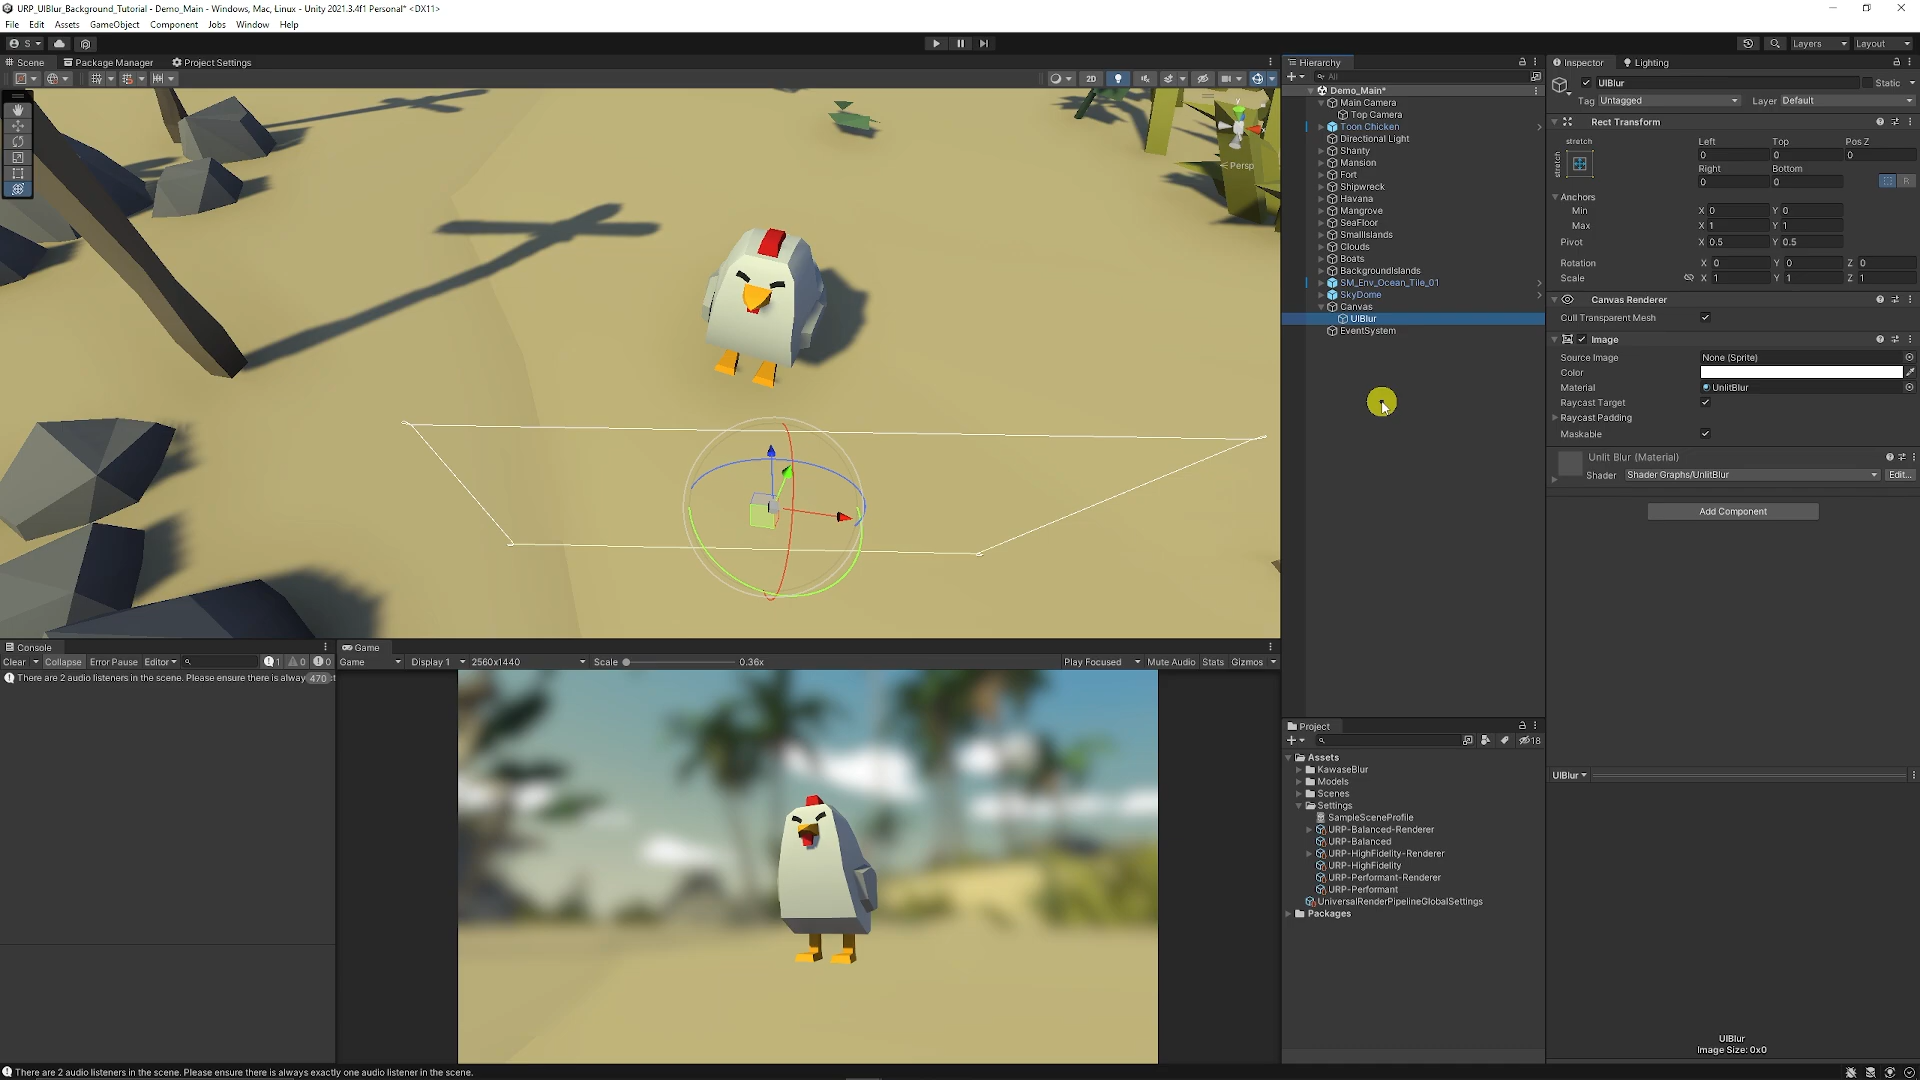 URP_UIBlur_Background_Tutorial - Demo_Main - Windows, Mac, Linux - Unity 2021.3.4f1 Personal* <DX11>
File Edit Assets GameObject Component Jobs Window Help
S Layers Layout
Scene Package Manager Project Settings
2D
Persp
Hierarchy
All
Demo_Main*
Main Camera
Top Camera
Toon Chicken
Directional Light
Shanty
Mansion
Fort
Shipwreck
Havana
Mangrove
SeaFloor
SmallIslands
Clouds
Boats
BackgroundIslands
SM_Env_Ocean_Tile_01
SkyDome
Canvas
UIBlur
EventSystem
Inspector Lighting
UIBlur Static
Tag Untagged Layer Default
Rect Transform
stretch Left Top Pos Z
stretch 0 0 0
Right Bottom
0 0 R
Anchors
Min X 0 Y 0
Max X 1 Y 1
Pivot X 0.5 Y 0.5
Rotation X 0 Y 0 Z 0
Scale X 1 Y 1 Z 1
Canvas Renderer
Cull Transparent Mesh
Image
Source Image None (Sprite)
Color
Material UnlitBlur
Raycast Target
Raycast Padding
Maskable
Unlit Blur (Material)
Shader Shader Graphs/UnlitBlur Edit...
Add Component
Console
Clear Collapse Error Pause Editor 1 0 0
There are 2 audio listeners in the scene. Please ensure there is alway 470
Game
Game Display 1 2560x1440 Scale 0.36x Play Focused Mute Audio Stats Gizmos
Project
18
Assets
KawaseBlur
Models
Scenes
Settings
SampleSceneProfile
URP-Balanced-Renderer
URP-Balanced
URP-HighFidelity-Renderer
URP-HighFidelity
URP-Performant-Renderer
URP-Performant
UniversalRenderPipelineGlobalSettings
Packages
UIBlur
UIBlur
Image Size: 0x0
There are 2 audio listeners in the scene. Please ensure there is always exactly one audio listener in the scene.